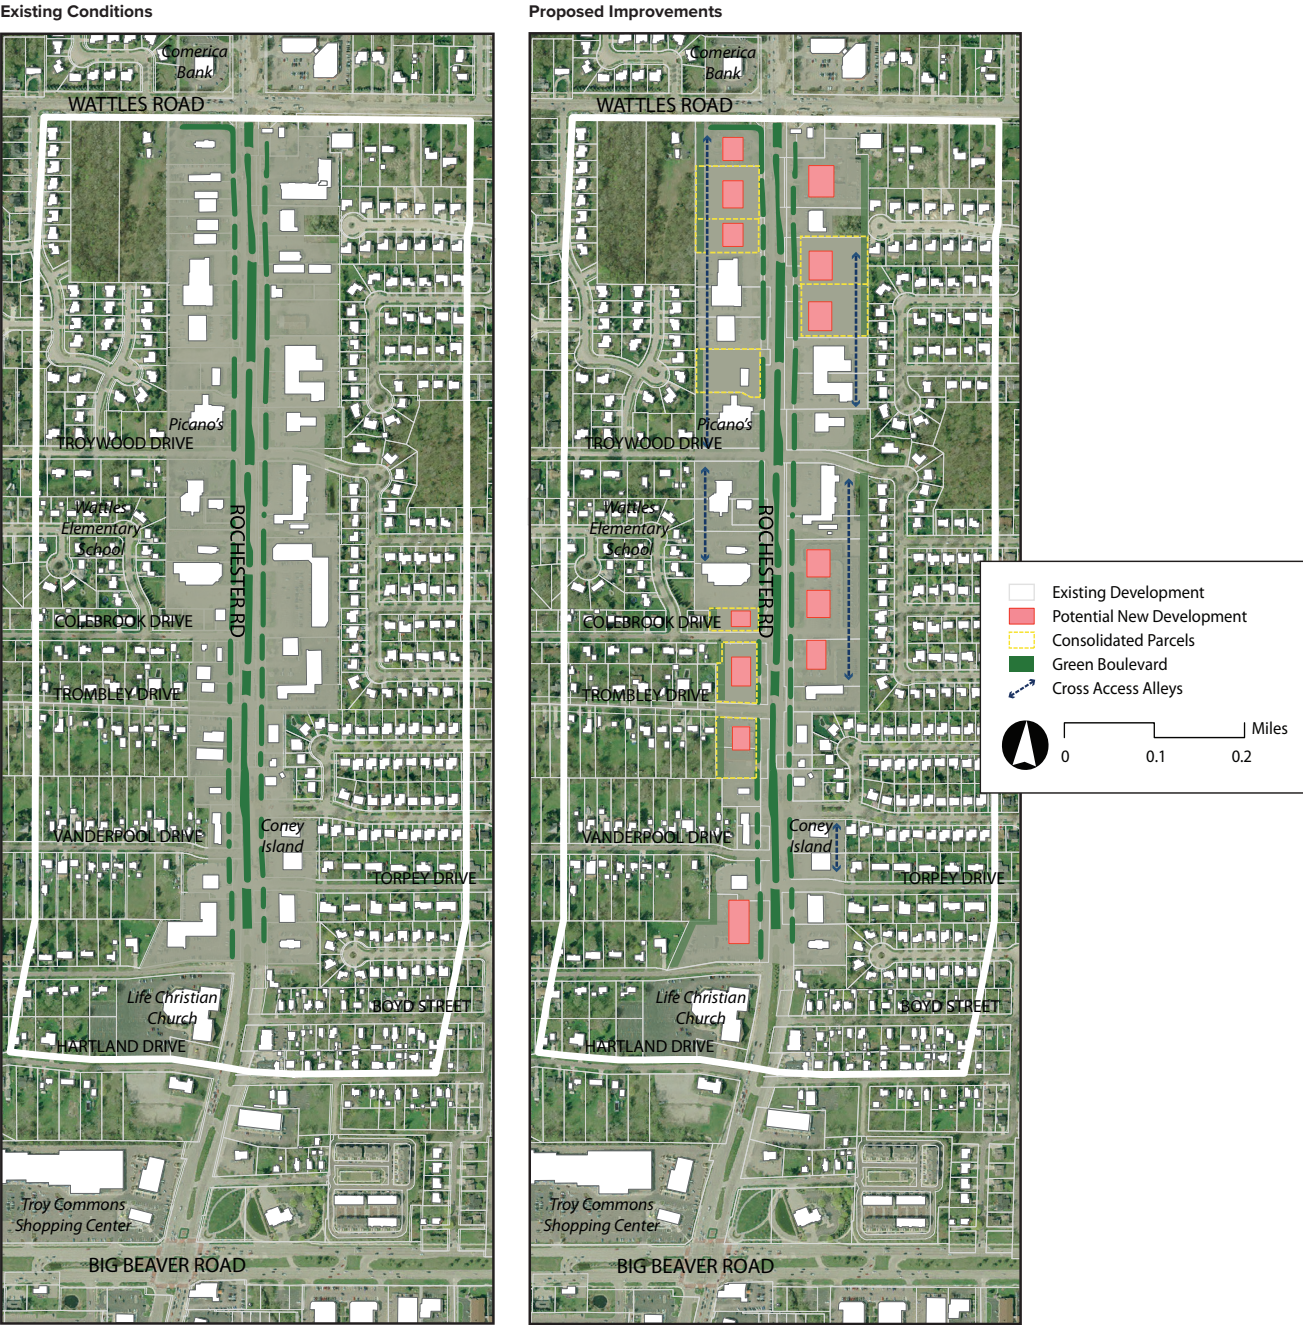 Existing Conditions
Comerica
Bank
WATTLES ROAD
Picano's
TROYWOOD DRIVE
Wattles
Elementary
School
ROCHESTER RD
COLEBROOK DRIVE
TROMBLEY DRIVE
Coney
Island
VANDERPOOL DRIVE
TORPEY DRIVE
Life Christian
Church
BOYD STREET
HARTLAND DRIVE
Troy Commons
Shopping Center
BIG BEAVER ROAD
Proposed Improvements
Comerica
Bank
WATTLES ROAD
Picano's
TROYWOOD DRIVE
Wattles
Elementary
School
ROCHESTER RD
COLEBROOK DRIVE
TROMBLEY DRIVE
Coney
Island
VANDERPOOL DRIVE
TORPEY DRIVE
Life Christian
Church
BOYD STREET
HARTLAND DRIVE
Troy Commons
Shopping Center
BIG BEAVER ROAD
Existing Development
Potential New Development
Consolidated Parcels
Green Boulevard
Cross Access Alleys
Miles
0 0.1 0.2